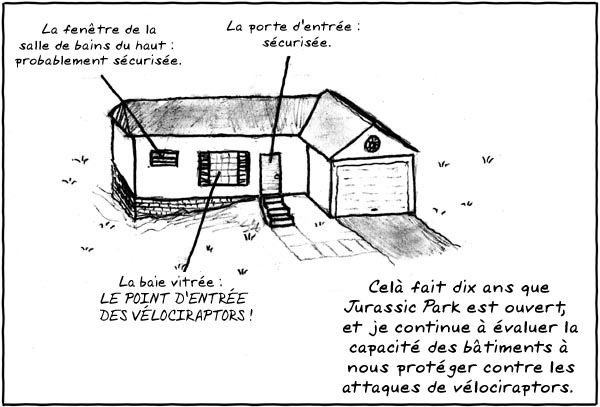 La fenêtre de la
salle de bains du haut :
probablement sécurisée.
La porte d'entrée :
sécurisée.
La baie vitrée :
LE POINT D'ENTRÉE
DES VÉLOCIRAPTORS !
Celà fait dix ans que
Jurassic Park est ouvert,
et je continue à évaluer la
capacité des bâtiments à
nous protéger contre les
attaques de vélociraptors.